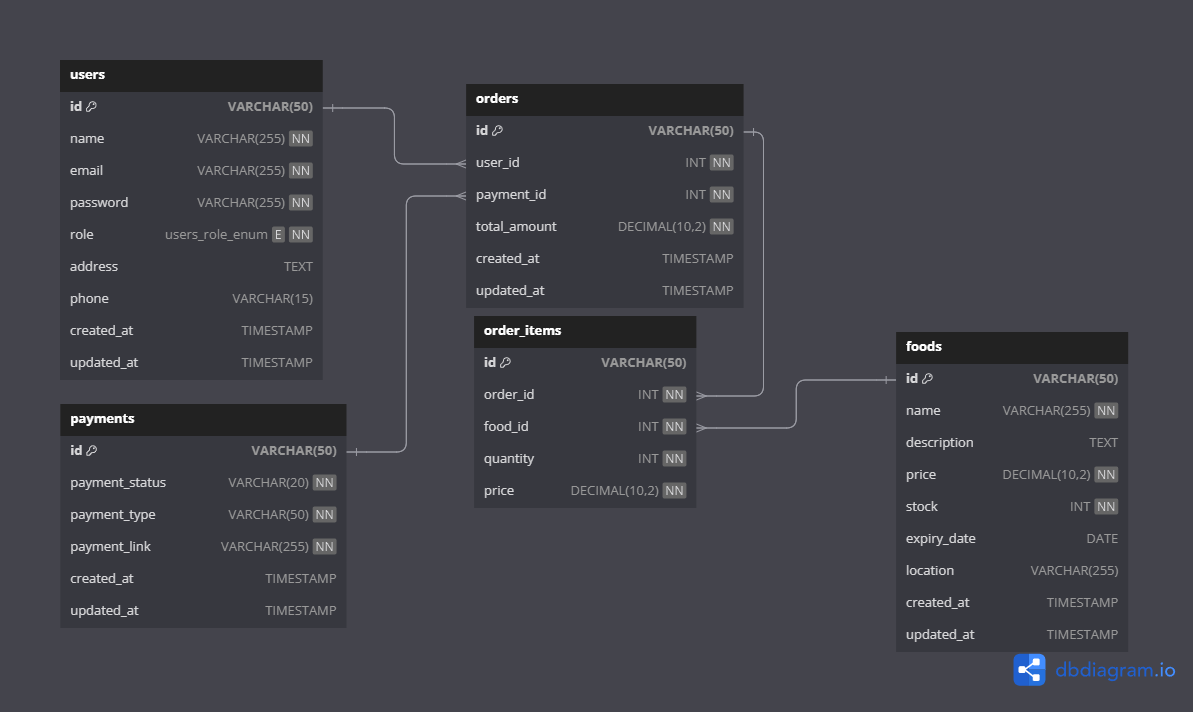 users
id VARCHAR(50)
name VARCHAR(255) NN
email VARCHAR(255) NN
password VARCHAR(255) NN
role users_role_enum E NN
address TEXT
phone VARCHAR(15)
created_at TIMESTAMP
updated_at TIMESTAMP
payments
id VARCHAR(50)
payment_status VARCHAR(20) NN
payment_type VARCHAR(50) NN
payment_link VARCHAR(255) NN
created_at TIMESTAMP
updated_at TIMESTAMP
orders
id VARCHAR(50)
user_id INT NN
payment_id INT NN
total_amount DECIMAL(10,2) NN
created_at TIMESTAMP
updated_at TIMESTAMP
order_items
id VARCHAR(50)
order_id INT NN
food_id INT NN
quantity INT NN
price DECIMAL(10,2) NN
foods
id VARCHAR(50)
name VARCHAR(255) NN
description TEXT
price DECIMAL(10,2) NN
stock INT NN
expiry_date DATE
location VARCHAR(255)
created_at TIMESTAMP
updated_at TIMESTAMP
dbdiagram.io